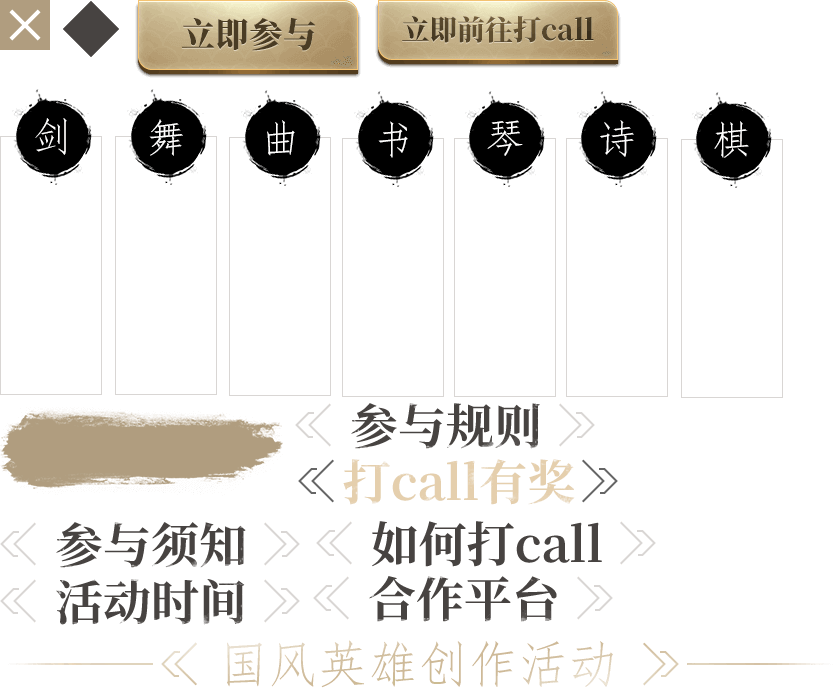 立即参与
立即前往打call
剑
舞
曲
书
琴
诗
棋
参与规则
打call有奖
参与须知
如何打call
活动时间
合作平台
国风英雄创作活动